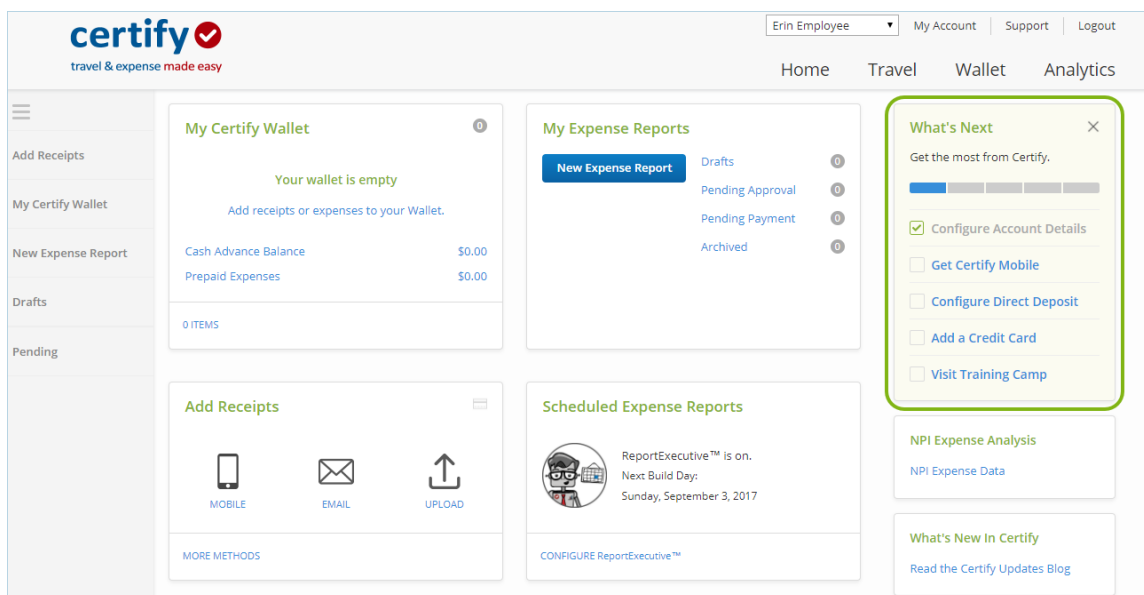 certify
travel & expense made easy
Erin Employee
My Account
Support
Logout
Home
Travel
Wallet
Analytics
Add Receipts
My Certify Wallet
New Expense Report
Drafts
Pending
My Certify Wallet
0
Your wallet is empty
Add receipts or expenses to your Wallet.
Cash Advance Balance $0.00
Prepaid Expenses $0.00
0 ITEMS
My Expense Reports
New Expense Report
Drafts 0
Pending Approval 0
Pending Payment 0
Archived 0
What's Next
Get the most from Certify.
Configure Account Details
Get Certify Mobile
Configure Direct Deposit
Add a Credit Card
Visit Training Camp
Add Receipts
MOBILE
EMAIL
UPLOAD
MORE METHODS
Scheduled Expense Reports
ReportExecutive™ is on.
Next Build Day:
Sunday, September 3, 2017
CONFIGURE ReportExecutive™
NPI Expense Analysis
NPI Expense Data
What's New In Certify
Read the Certify Updates Blog